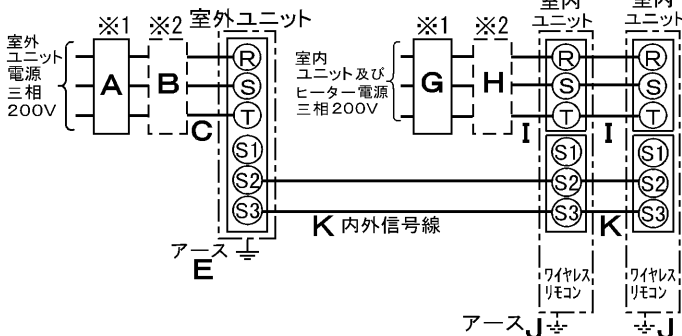 ※1
※2
室外ユニット
室外
ユニット
電源
三相
200V
A
B
C
R
S
T
S1
S2
S3
アース
E
※1
※2
室内
ユニット及び
ヒーター電源
三相200V
G
H
I
I
室内
ユニット
R
S
T
S1
S2
S3
ワイヤレス
リモコン
室内
ユニット
R
S
T
S1
S2
S3
ワイヤレス
リモコン
K 内外信号線
K
アース J
J